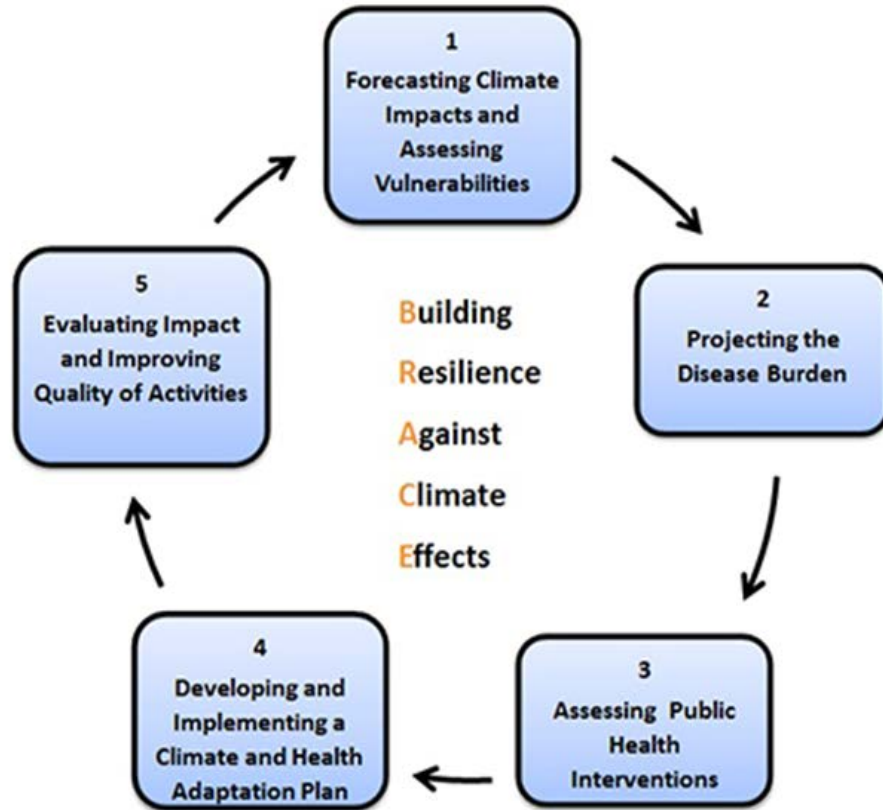 1
Forecasting Climate
Impacts and
Assessing
Vulnerabilities
2
Projecting the
Disease Burden
3
Assessing Public
Health
Interventions
4
Developing and
Implementing a
Climate and Health
Adaptation Plan
5
Evaluating Impact
and Improving
Quality of Activities
Building
Resilience
Against
Climate
Effects